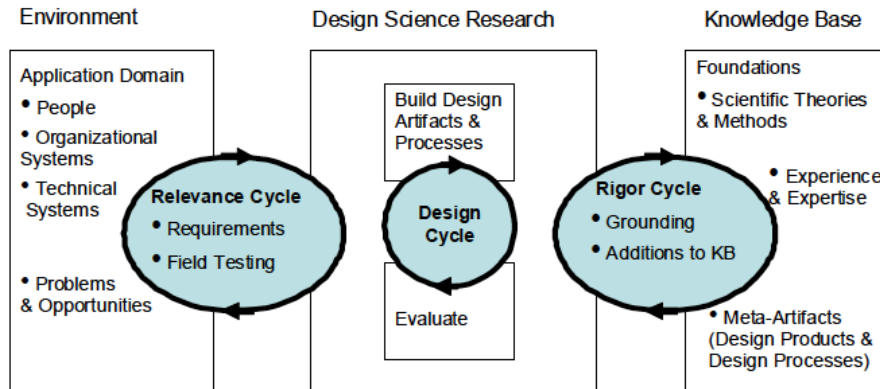 Environment
Design Science Research
Knowledge Base
Application Domain
• People
• Organizational
Systems
• Technical
Systems
• Problems
& Opportunities
Relevance Cycle
• Requirements
• Field Testing
Build Design
Artifacts &
Processes
Design
Cycle
Evaluate
Rigor Cycle
• Grounding
• Additions to KB
Foundations
• Scientific Theories
& Methods
• Experience
& Expertise
• Meta-Artifacts
(Design Products &
Design Processes)